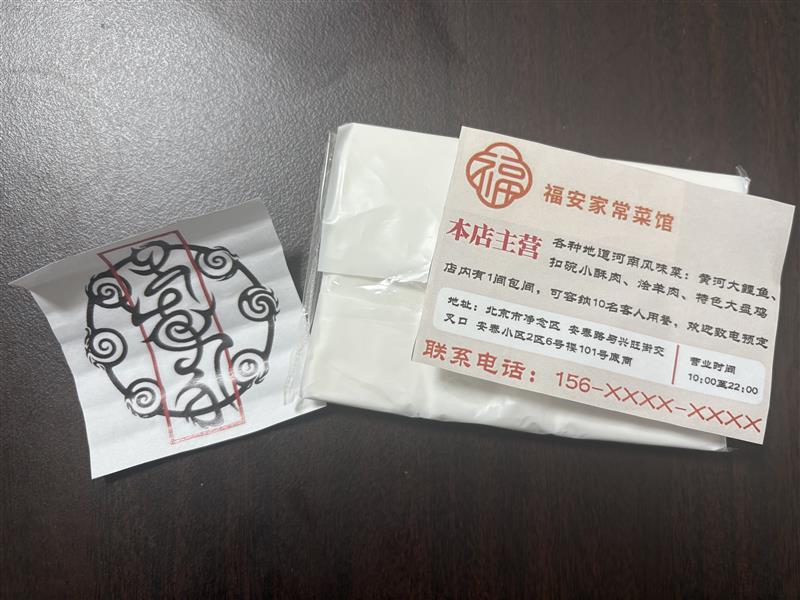 福
福安家常菜馆
本店主营
各种地道河南风味菜：黄河大鲤鱼、
扣碗小酥肉、烩羊肉、特色大盘鸡
店内有1间包间，可容纳10名客人用餐，欢迎致电预定
地址：北京市净念区 安泰路与兴旺街交
叉口 安泰小区2区6号楼101号底商
营业时间
10:00至22:00
联系电话：156-XXXX-XXXX